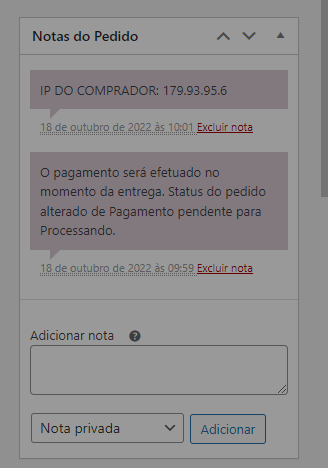 Notas do Pedido
IP DO COMPRADOR: 179.93.95.6
18 de outubro de 2022 às 10:01 Excluir nota
O pagamento será efetuado no
momento da entrega. Status do pedido
alterado de Pagamento pendente para
Processando.
18 de outubro de 2022 às 09:59 Excluir nota
Adicionar nota ?
Nota privada
Adicionar